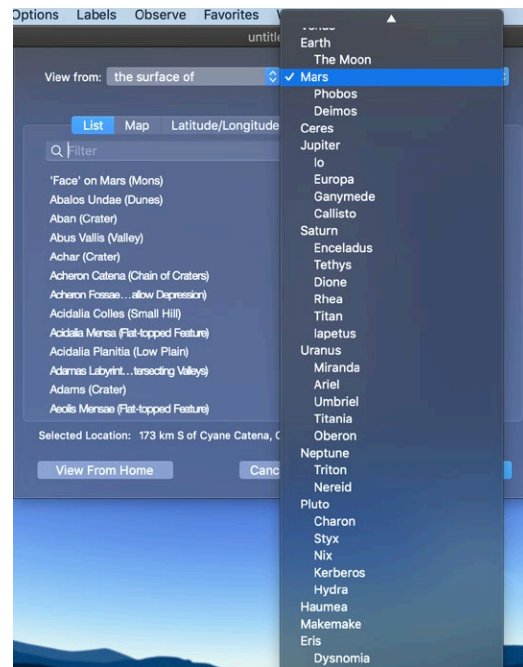 Options Labels Observe Favorites
untitle
View from: the surface of
List Map Latitude/Longitude
Filter
'Face' on Mars (Mons)
Abalos Undae (Dunes)
Aban (Crater)
Abus Vallis (Valley)
Achar (Crater)
Acheron Catena (Chain of Craters)
Acheron Fossae...allow Depression)
Acidalia Colles (Small Hill)
Acidalia Mensa (Flat-topped Feature)
Acidalia Planitia (Low Plain)
Adamas Labyrint...tersecting Valleys)
Adams (Crater)
Aeolis Mensae (Flat-topped Feature)
Selected Location: 173 km S of Cyane Catena,
View From Home Canc
Venus
Earth
The Moon
✓ Mars
Phobos
Deimos
Ceres
Jupiter
Io
Europa
Ganymede
Callisto
Saturn
Enceladus
Tethys
Dione
Rhea
Titan
Iapetus
Uranus
Miranda
Ariel
Umbriel
Titania
Oberon
Neptune
Triton
Nereid
Pluto
Charon
Styx
Nix
Kerberos
Hydra
Haumea
Makemake
Eris
Dysnomia